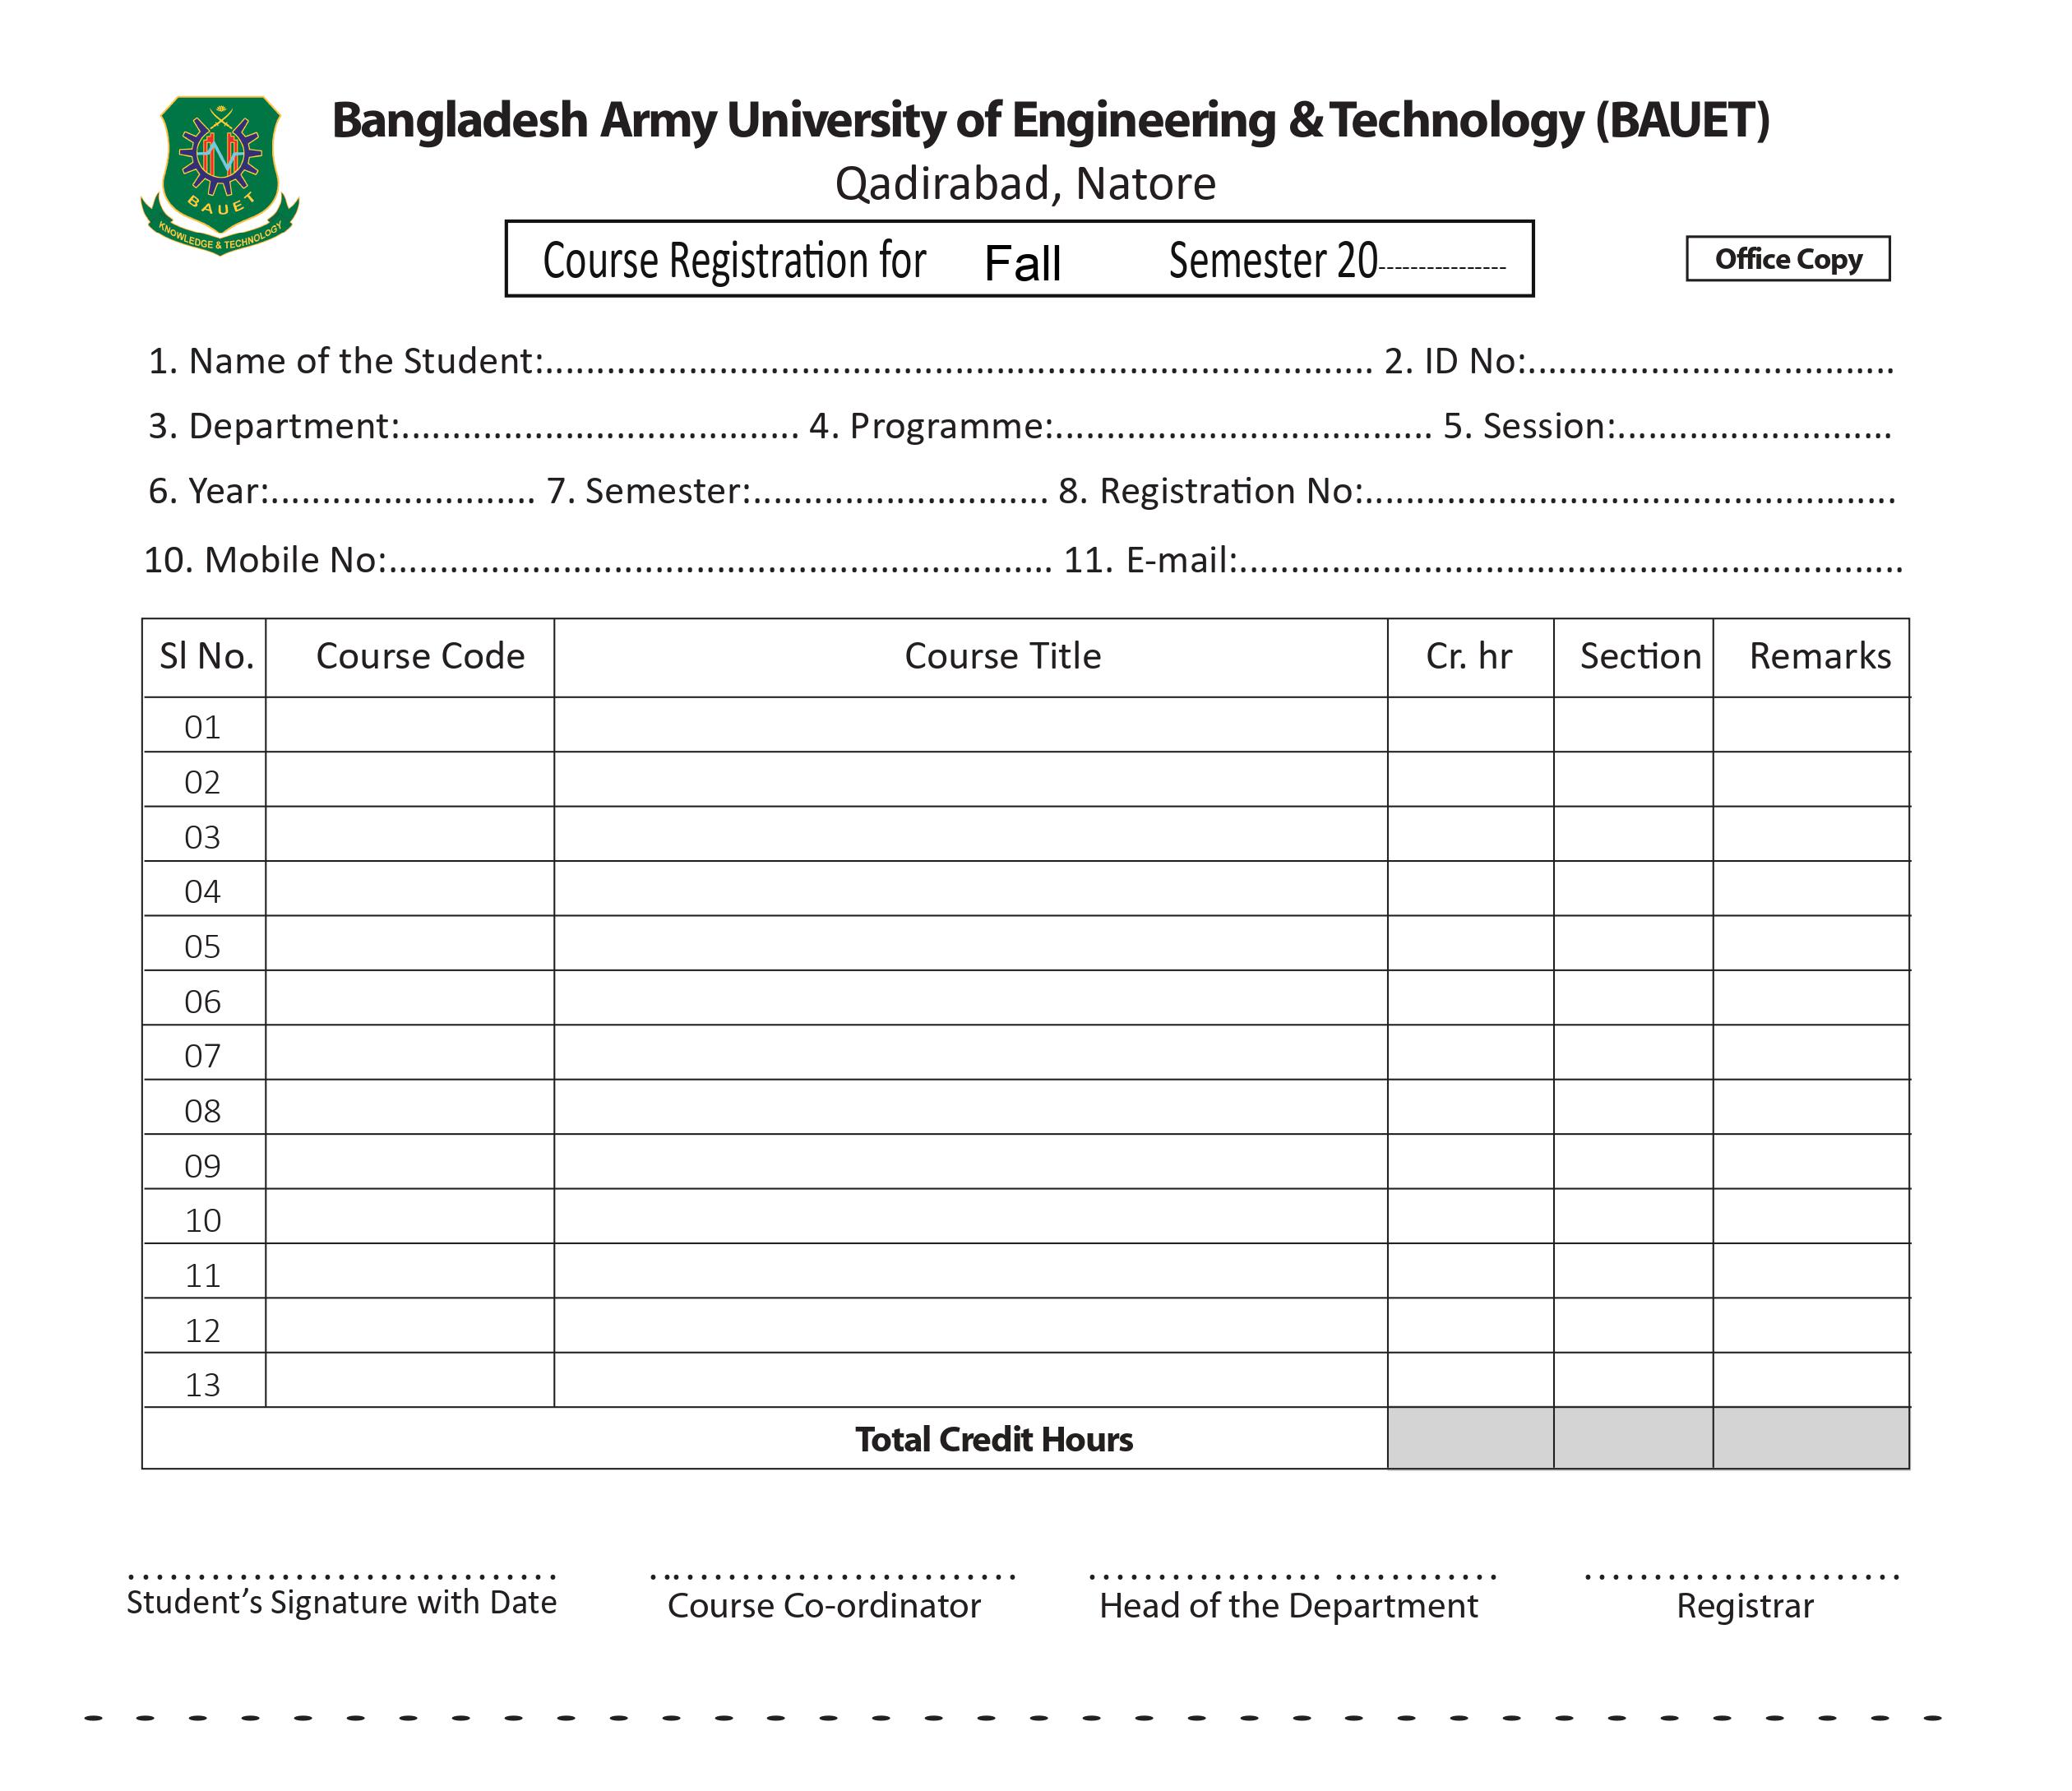 Bangladesh Army University of Engineering & Technology (BAUET)
Qadirabad, Natore
BAUET
KNOWLEDGE & TECHNOLOGY
Course Registration for Fall Semester 20----------------
Office Copy
1. Name of the Student:................................................................................ 2. ID No:....................................
3. Department:....................................... 4. Programme:..................................... 5. Session:...........................
6. Year:.......................... 7. Semester:............................. 8. Registration No:....................................................
10. Mobile No:................................................................. 11. E-mail:.................................................................
Sl No. Course Code Course Title Cr. hr Section Remarks
01
02
03
04
05
06
07
08
09
10
11
12
13
Total Credit Hours
Student’s Signature with Date Course Co-ordinator Head of the Department Registrar